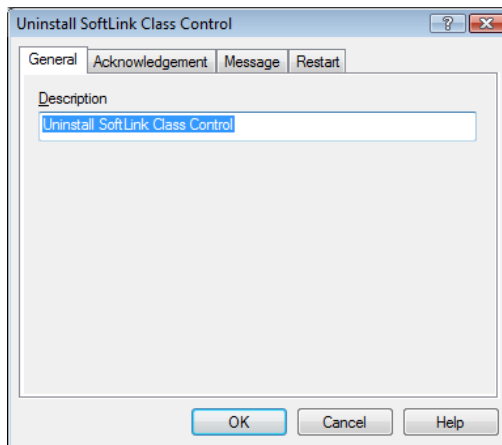 Uninstall SoftLink Class Control
General Acknowledgement Message Restart
Description
Uninstall SoftLink Class Control
OK Cancel Help